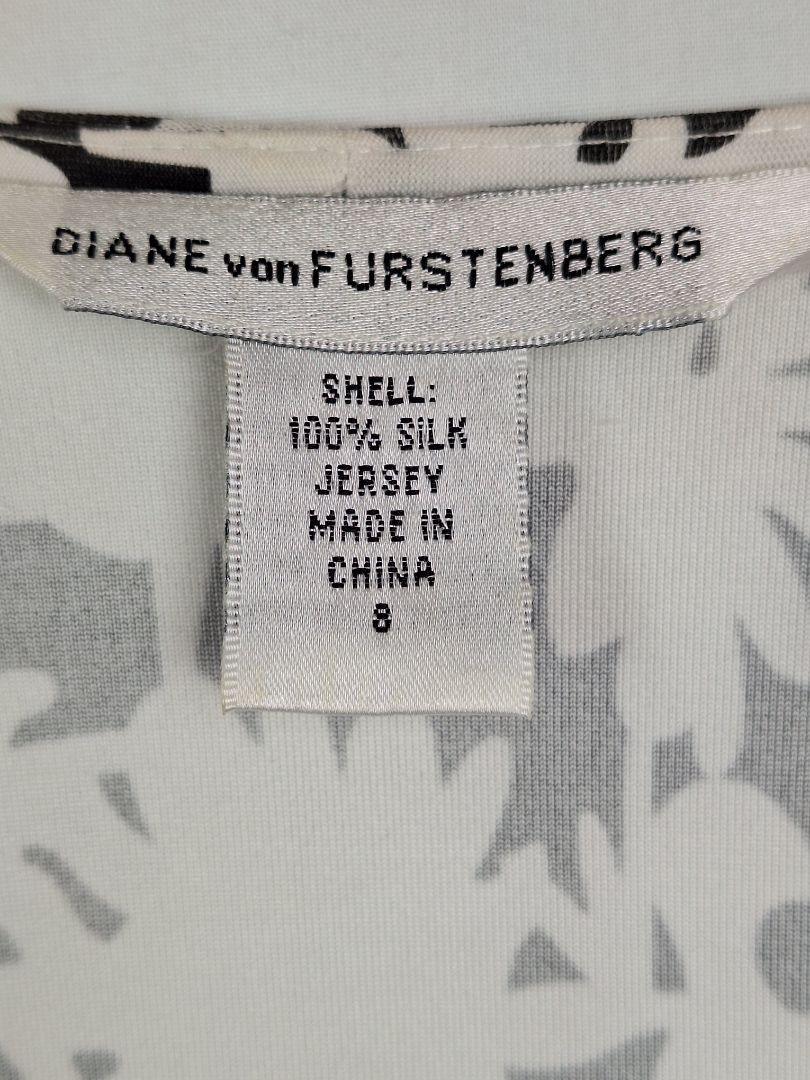 DIANE von FURSTENBERG
SHELL:
100% SILK
JERSEY
MADE IN
CHINA
8